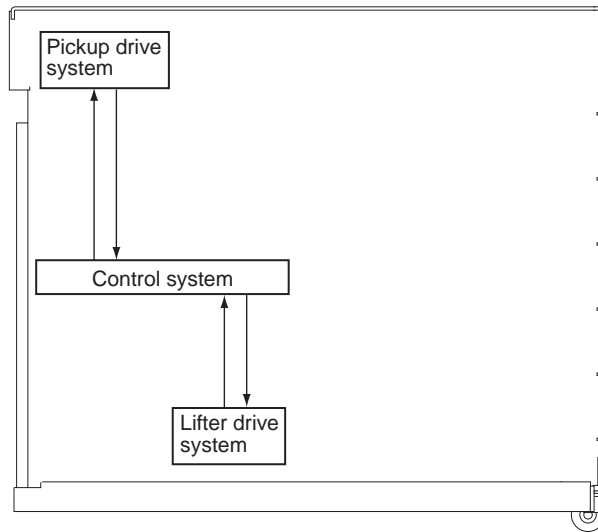 Pickup drive
system
Control system
Lifter drive
system